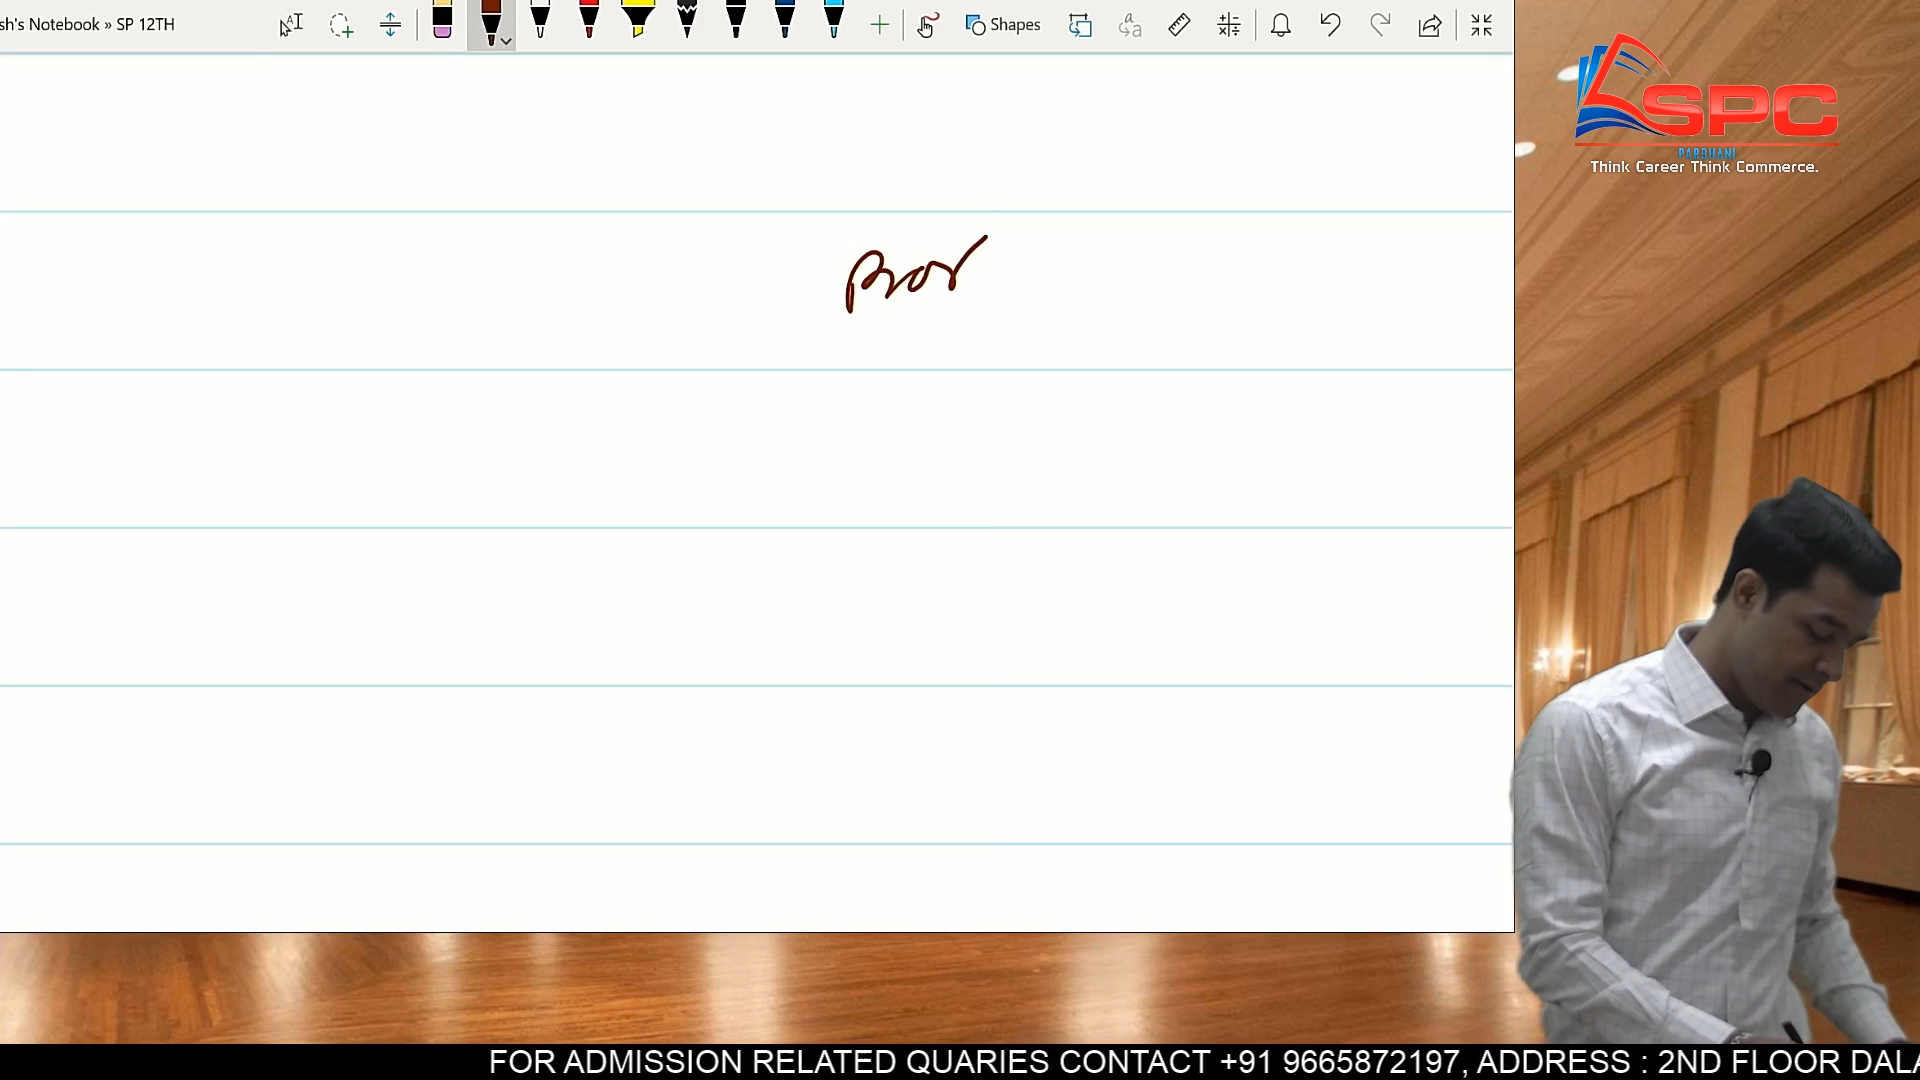 sh's Notebook » SP 12TH
Shapes
SPC
PARBHANI
Think Career Think Commerce.
FOR ADMISSION RELATED QUARIES CONTACT +91 9665872197, ADDRESS : 2ND FLOOR DALA